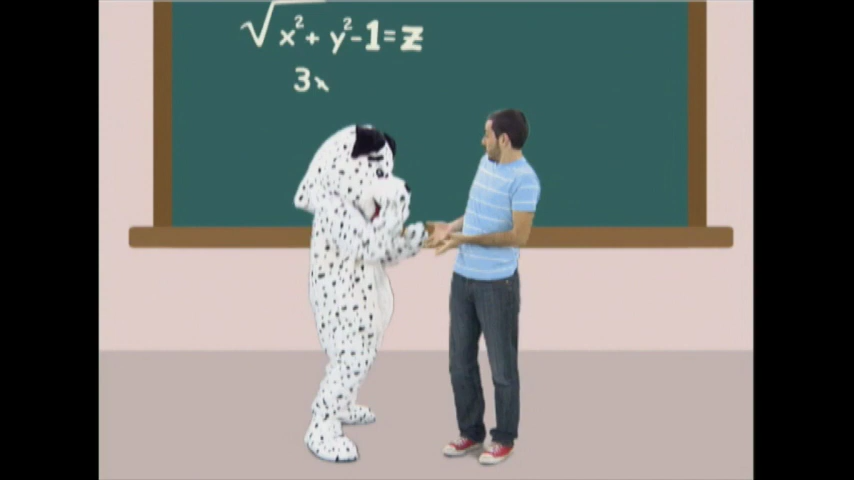 √x²+ y²-1=z
3x